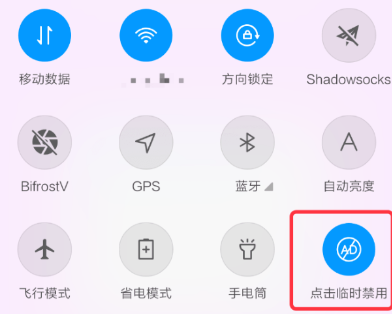 移动数据
方向锁定
Shadowsocks
BifrostV
GPS
蓝牙
A
自动亮度
飞行模式
省电模式
手电筒
AD
点击临时禁用